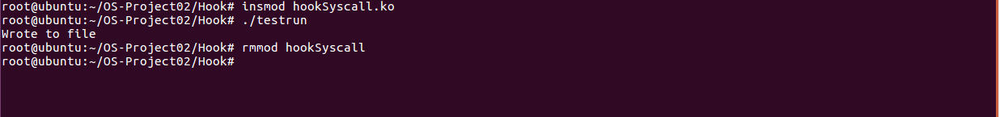 root@ubuntu:~/OS-Project02/Hook# insmod hookSyscall.ko
root@ubuntu:~/OS-Project02/Hook# ./testrun
Wrote to file
root@ubuntu:~/OS-Project02/Hook# rmmod hookSyscall
root@ubuntu:~/OS-Project02/Hook#